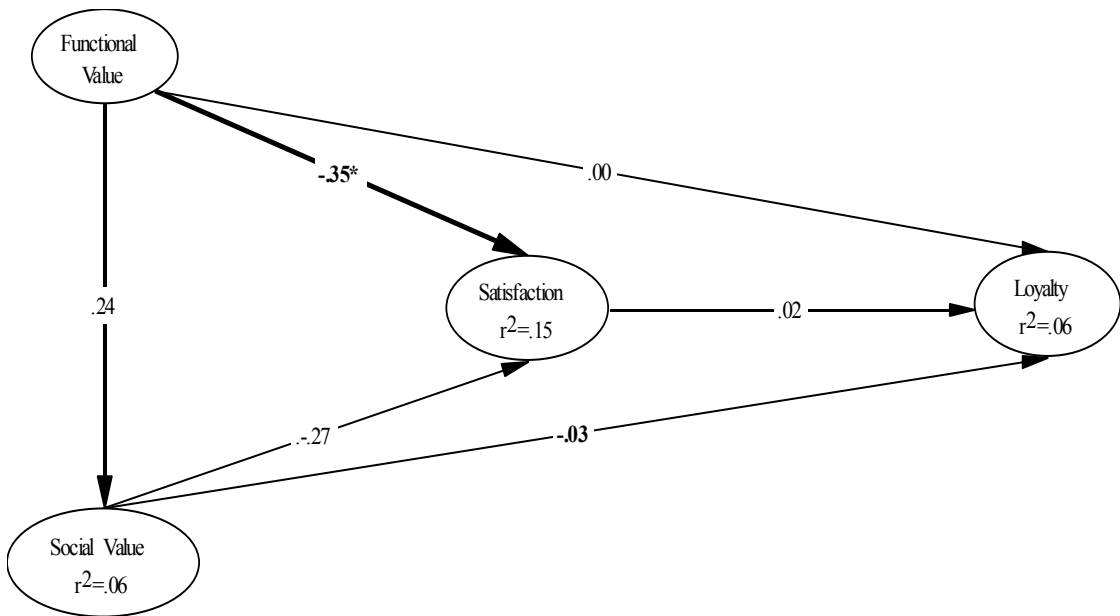 Functional
Value
-.35*
.00
.24
Satisfaction
r²=.15
.02
Loyalty
r²=.06
.-.27
-.03
Social Value
r²=.06